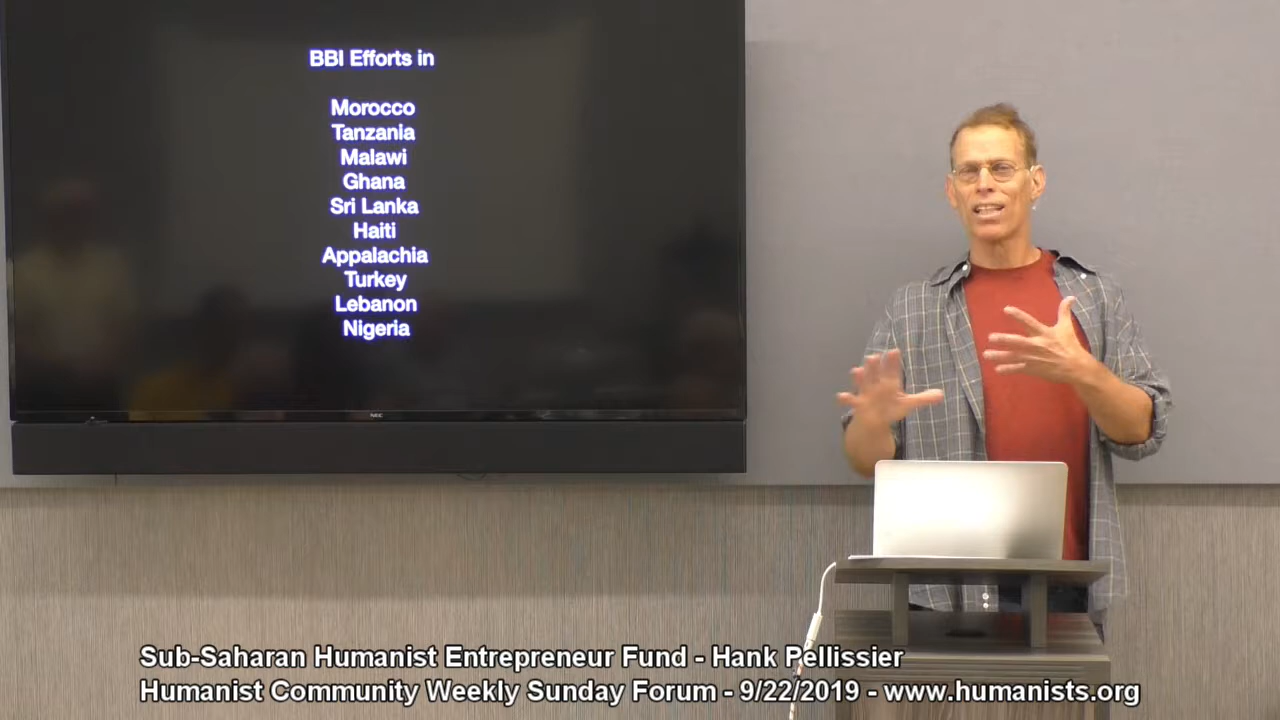 BBI Efforts in
Morocco
Tanzania
Malawi
Ghana
Sri Lanka
Haiti
Appalachia
Turkey
Lebanon
Nigeria
NEC
Sub-Saharan Humanist Entrepreneur Fund - Hank Pellissier
Humanist Community Weekly Sunday Forum - 9/22/2019 - www.humanists.org